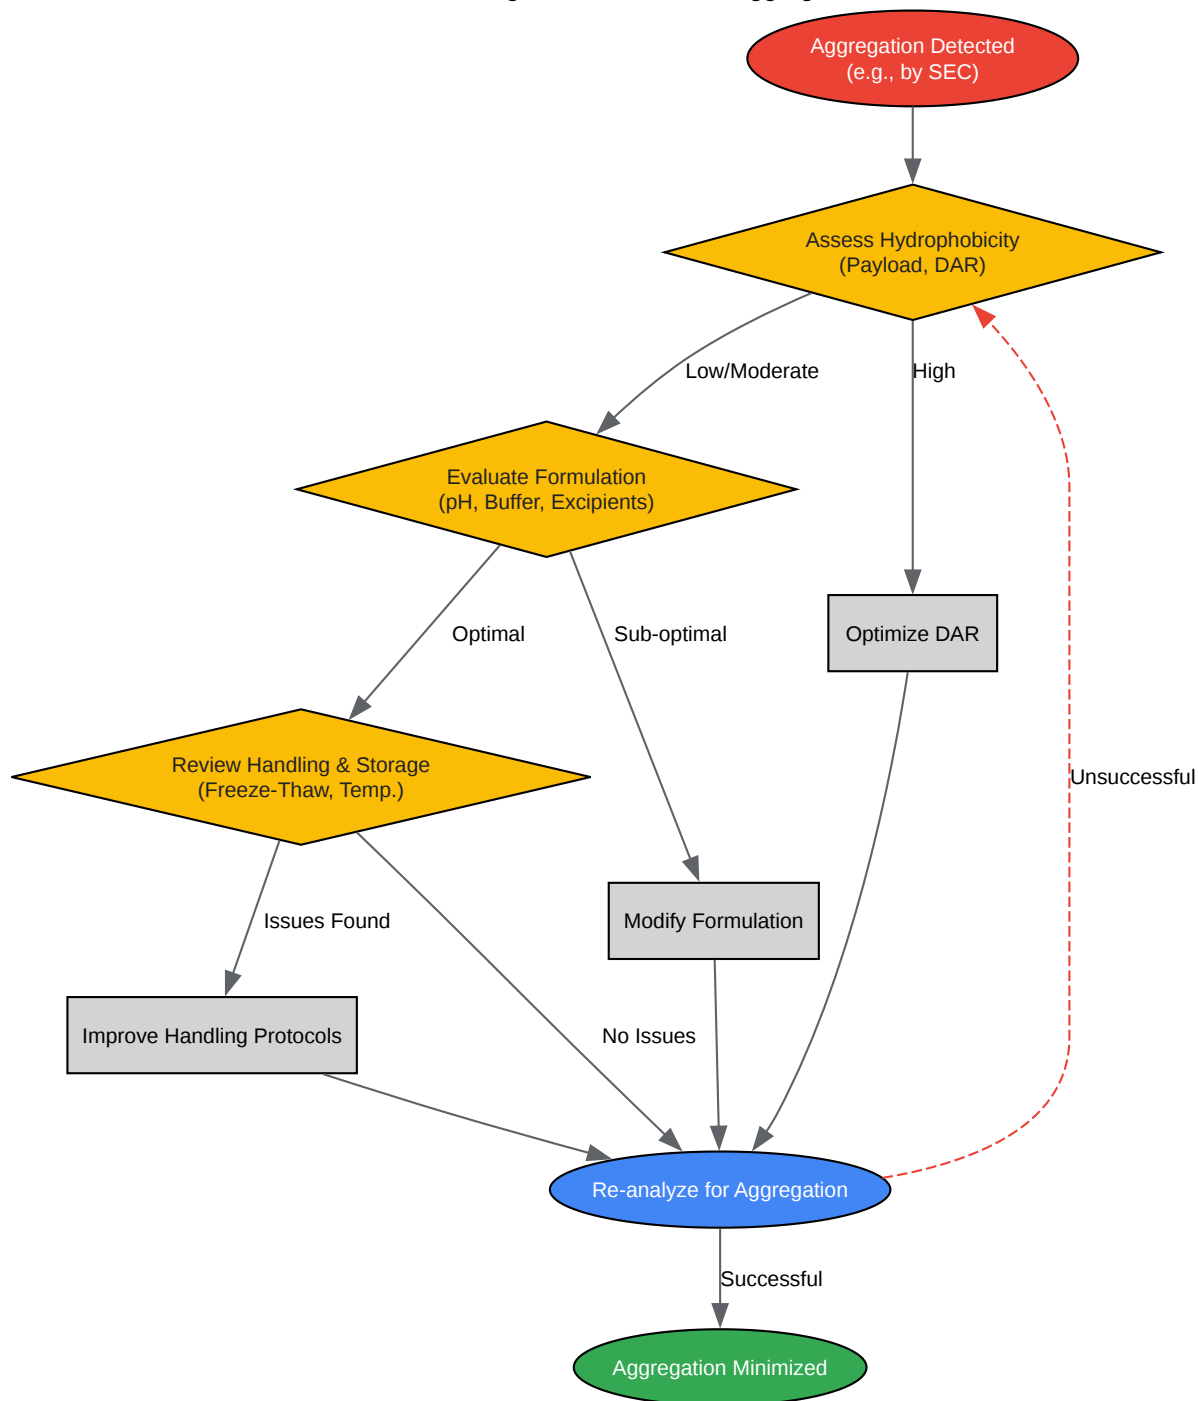 Aggregation Detected
(e.g., by SEC)
Assess Hydrophobicity
(Payload, DAR)
Low/Moderate
High
Evaluate Formulation
(pH, Buffer, Excipients)
Optimal
Sub-optimal
Optimize DAR
Review Handling & Storage
(Freeze-Thaw, Temp.)
Unsuccessful
Issues Found
Modify Formulation
Improve Handling Protocols
No Issues
Re-analyze for Aggregation
Successful
Aggregation Minimized